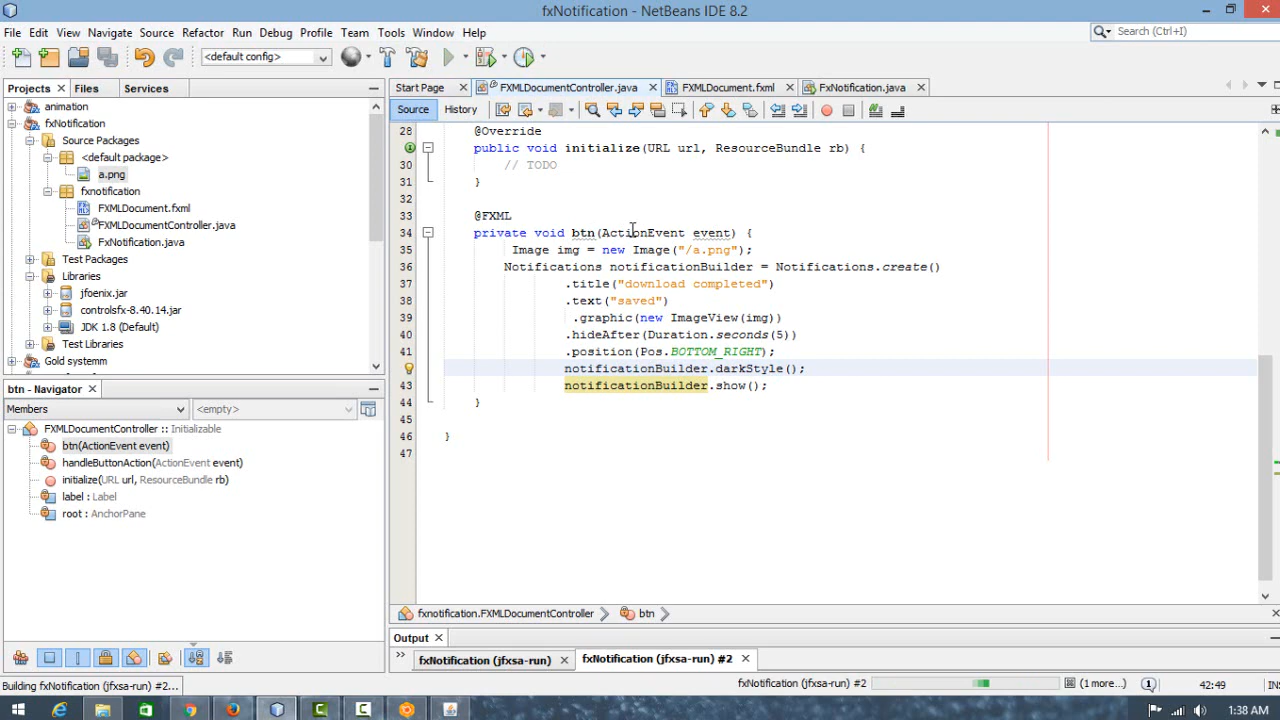 fxNotification - NetBeans IDE 8.2
File Edit View Navigate Source Refactor Run Debug Profile Team Tools Window Help
Search (Ctrl+I)
<default config>
Projects Files Services
Start Page FXMLDocumentController.java FXMLDocument.fxml FxNotification.java
Source History
animation
fxNotification
Source Packages
<default package>
a.png
fxnotification
FXMLDocument.fxml
FXMLDocumentController.java
FxNotification.java
Test Packages
Libraries
jfoenix.jar
controlsfx-8.40.14.jar
JDK 1.8 (Default)
Test Libraries
Gold systemm
28 @Override
public void initialize(URL url, ResourceBundle rb) {
30 // TODO
31 }
32
33 @FXML
34 private void btn(ActionEvent event) {
35 Image img = new Image("/a.png");
36 Notifications notificationBuilder = Notifications.create()
37 .title("download completed")
38 .text("saved")
39 .graphic(new ImageView(img))
40 .hideAfter(Duration.seconds(5))
41 .position(Pos.BOTTOM_RIGHT);
notificationBuilder.darkStyle();
43 notificationBuilder.show();
44 }
45
46 }
47
btn - Navigator
Members <empty>
FXMLDocumentController :: Initializable
btn(ActionEvent event)
handleButtonAction(ActionEvent event)
initialize(URL url, ResourceBundle rb)
label : Label
root : AnchorPane
fxnotification.FXMLDocumentController btn
Output
fxNotification (jfxsa-run) fxNotification (jfxsa-run) #2
Building fxNotification (jfxsa-run) #2...
fxNotification (jfxsa-run) #2 (1 more...) 1 42:49 INS
1:38 AM